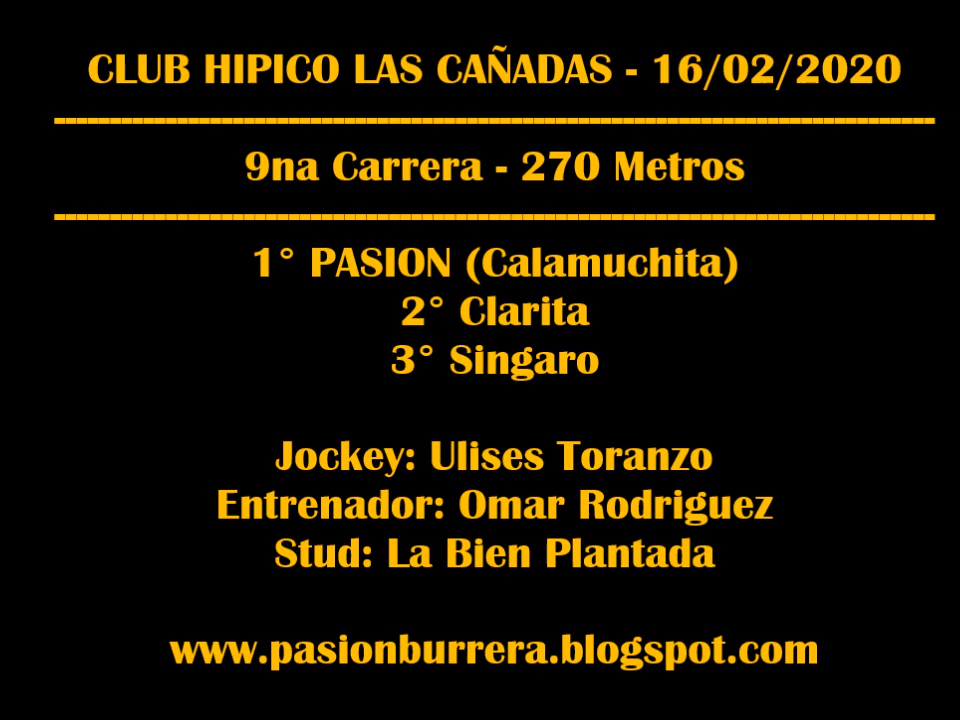 CLUB HIPICO LAS CAÑADAS - 16/02/2020
--------------------------------------------------------------------------------
9na Carrera - 270 Metros
--------------------------------------------------------------------------------
1° PASION (Calamuchita)
2° Clarita
3° Singaro
Jockey: Ulises Toranzo
Entrenador: Omar Rodriguez
Stud: La Bien Plantada
www.pasionburrera.blogspot.com